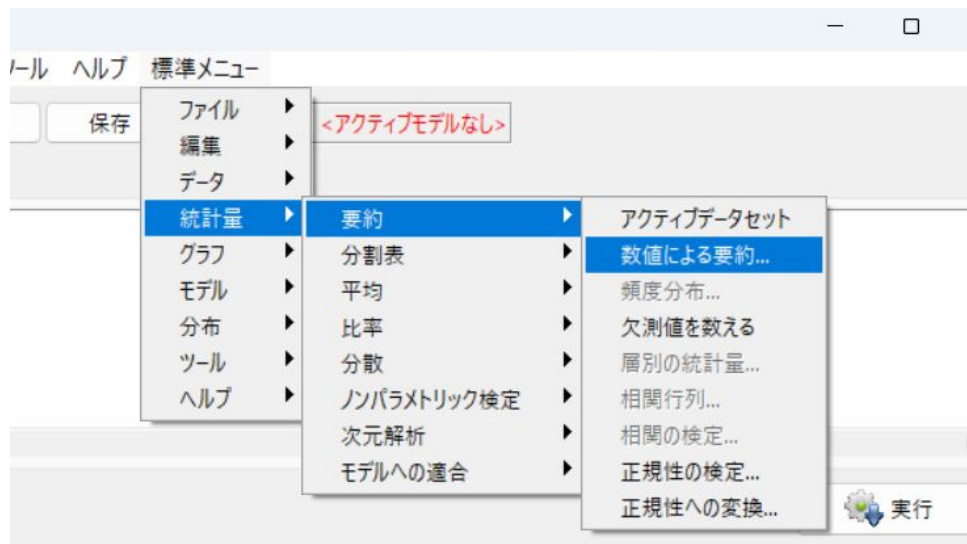 ール ヘルプ 標準メニュー
保存 <アクティブモデルなし>
ファイル
編集
データ
統計量
グラフ
モデル
分布
ツール
ヘルプ
要約
分割表
平均
比率
分散
ノンパラメトリック検定
次元解析
モデルへの適合
アクティブデータセット
数値による要約...
頻度分布...
欠測値を数える
層別の統計量...
相関行列...
相関の検定...
正規性の検定...
正規性への変換...
実行